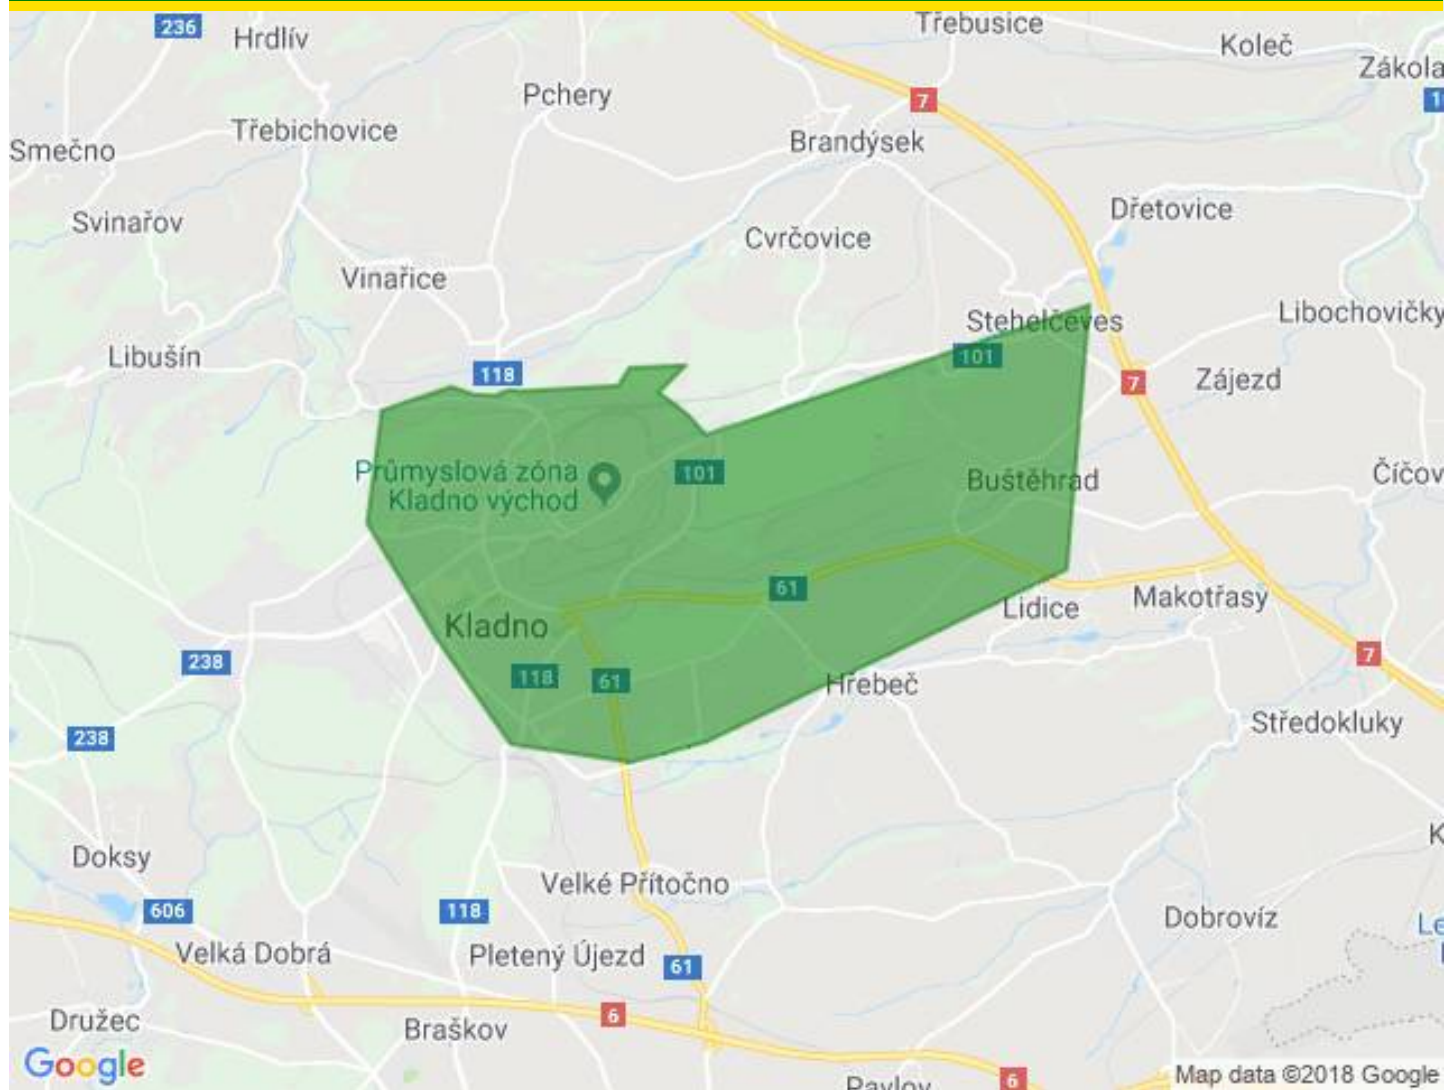 Třebusice
236
Hrdlív
Koleč
Zákola
Pchery
7
Třebichovice
Smečno
Brandýsek
Svinařov
Dřetovice
Cvrčovice
Vinařice
Libochovičky
Stehelčeves
Libušín
101
118
Zájezd
7
Průmyslová zóna
Kladno východ
101
Buštěhrad
Číčov
61
Makotřasy
Lidice
Kladno
238
118
61
7
Hřebeč
Středokluky
238
Doksy
Velké Přítočno
606
118
Dobrovíz
Velká Dobrá
Pletený Újezd
61
Družec
Braškov
6
Google
Pavlov
6
Map data ©2018 Google